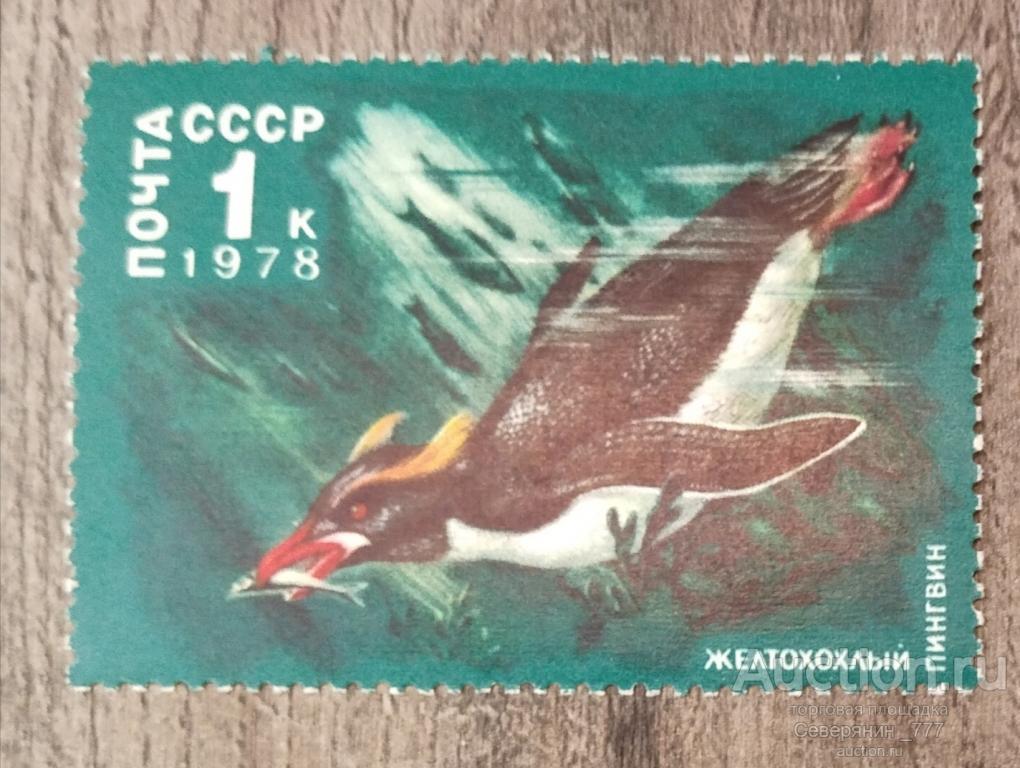 ПОЧТА
СССР
1 к
1978
ЖЕЛТОХОХЛЫЙ
ПИНГВИН
Auction.ru
торговая площадка
Северянин_777
auction.ru